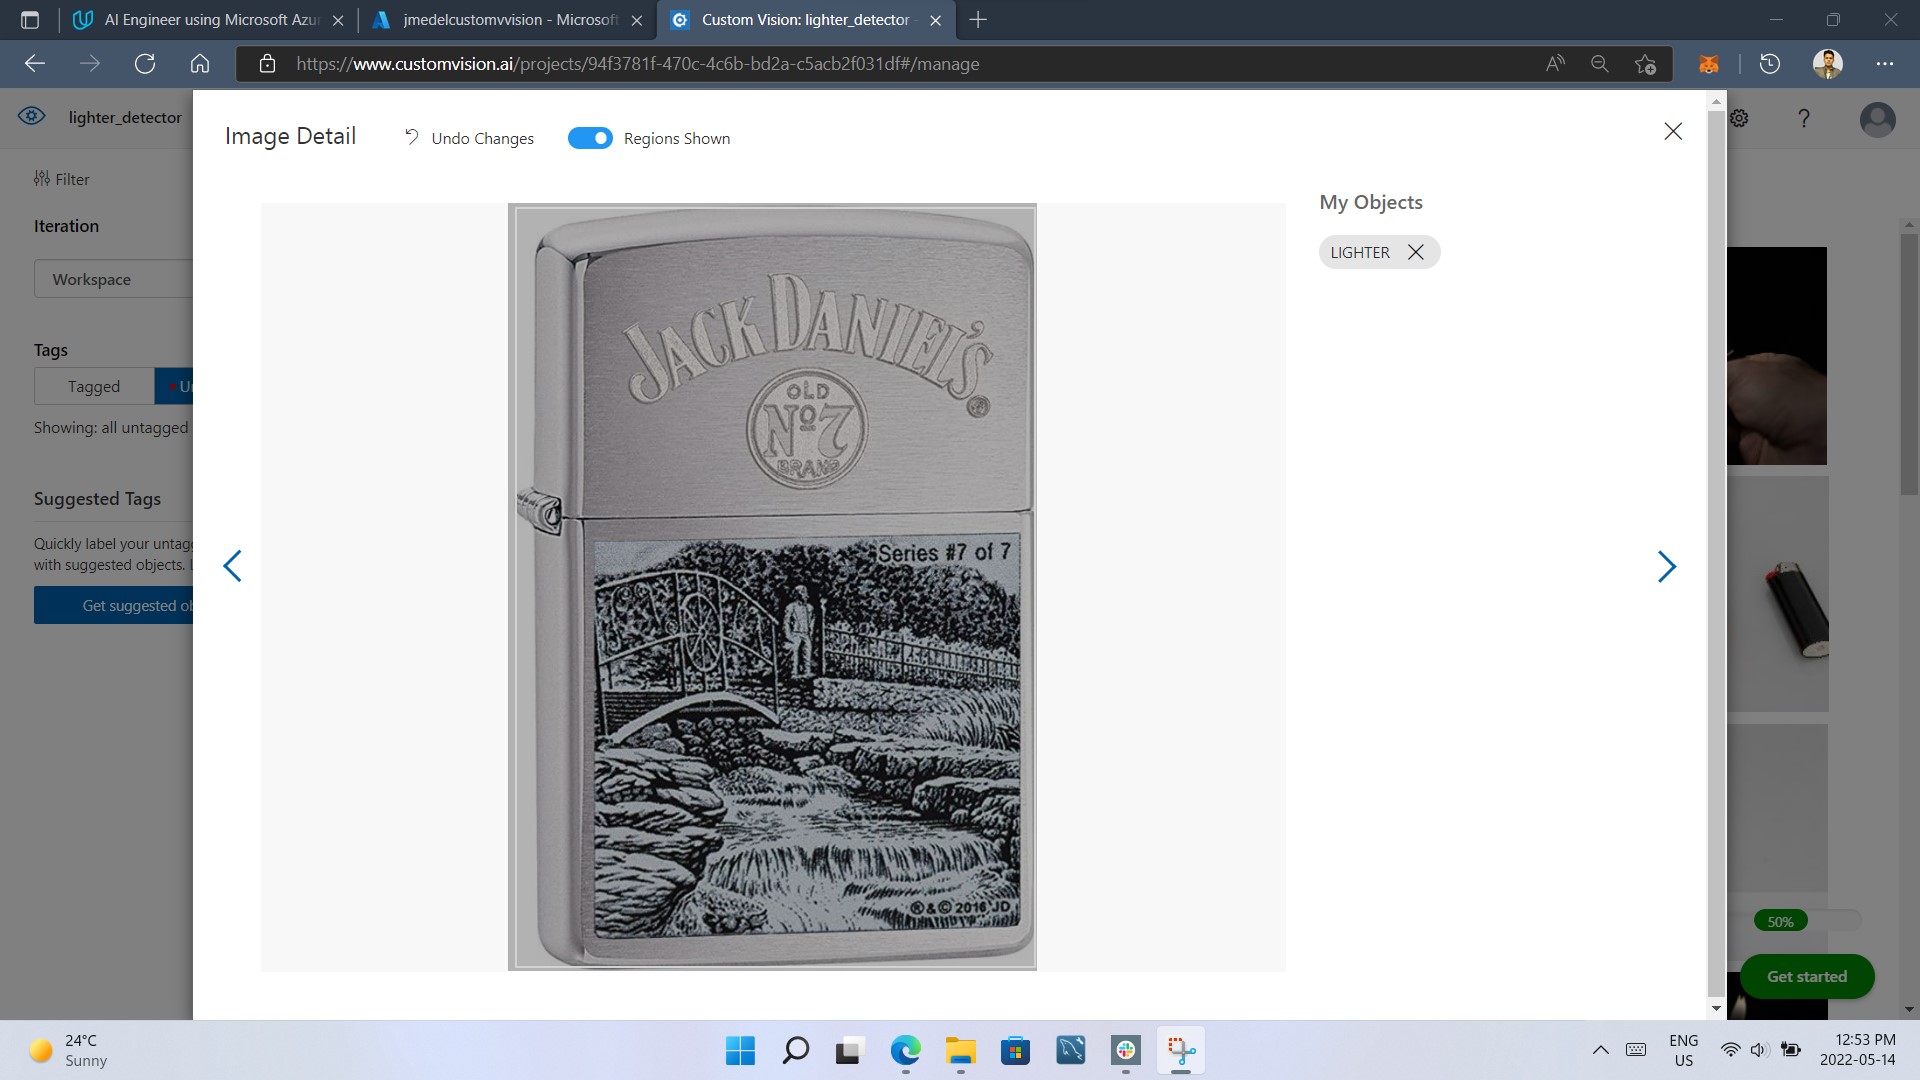 AI Engineer using Microsoft Azu
jmedelcustomvvision - Microsoft
Custom Vision: lighter_detector -
https://www.customvision.ai/projects/94f3781f-470c-4c6b-bd2a-c5acb2f031df#/manage
lighter_detector
Image Detail
Undo Changes
Regions Shown
Filter
Iteration
Workspace
Tags
Tagged
Un
Showing: all untagged
Suggested Tags
Quickly label your untag
with suggested objects.
Get suggested ob
My Objects
LIGHTER
JACK DANIEL'S
®
OLD
Nº7
BRAND
Series #7 of 7
®&© 2016 JD
50%
Get started
24°C
Sunny
ENG
US
12:53 PM
2022-05-14